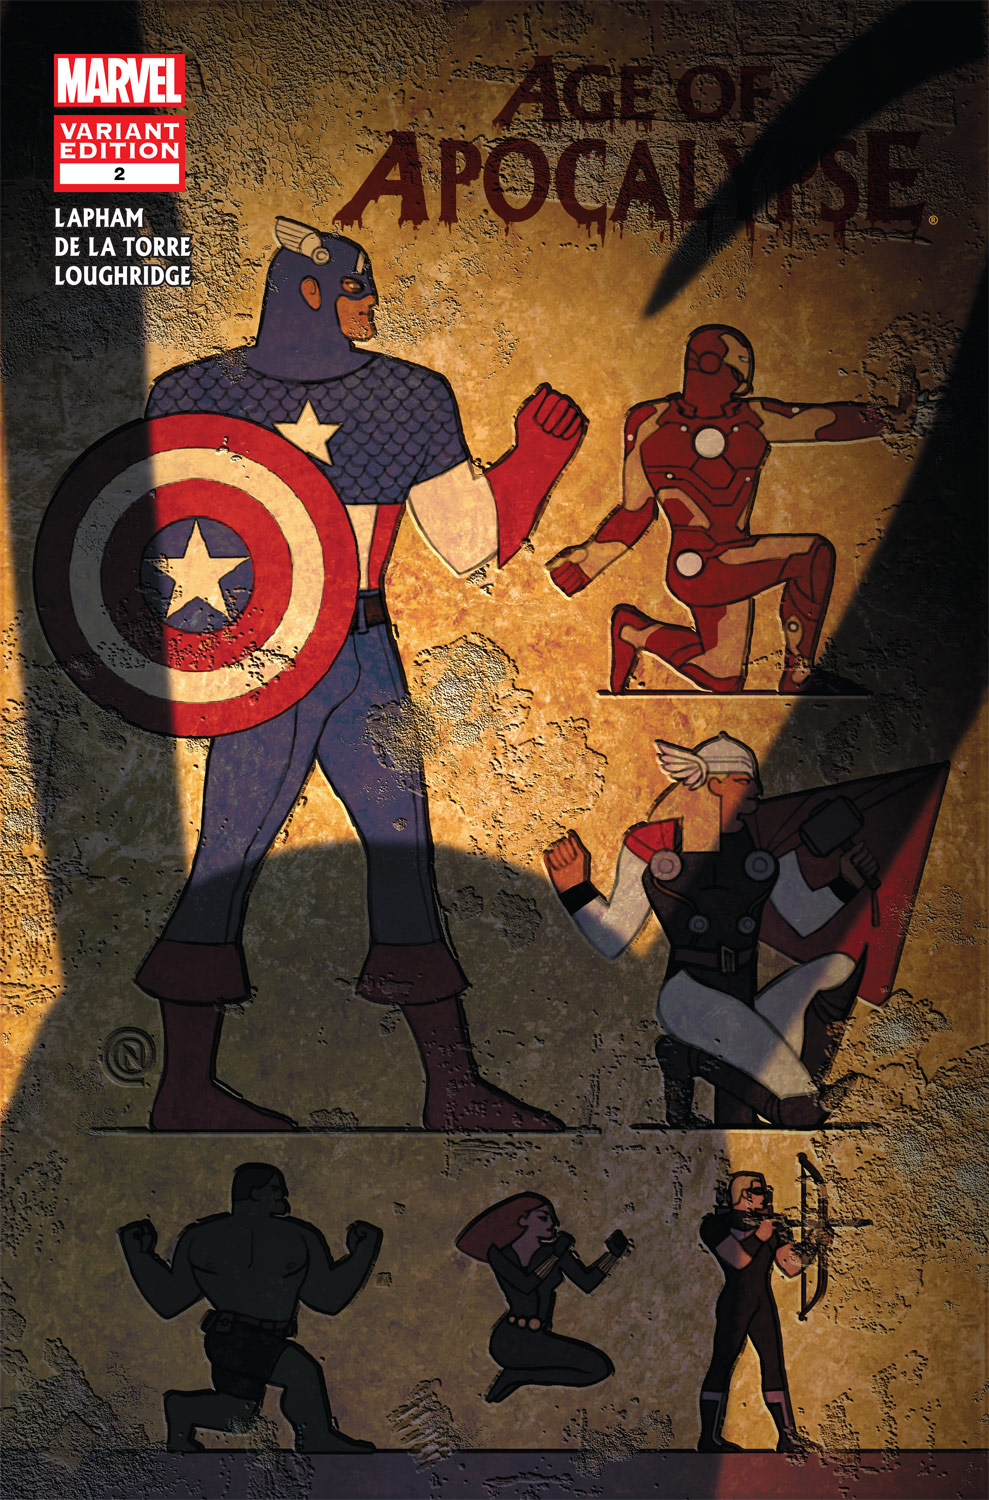 MARVEL
VARIANT
EDITION
2
LAPHAM
DE LA TORRE
LOUGHRIDGE
AGE OF
APOCALYPSE®